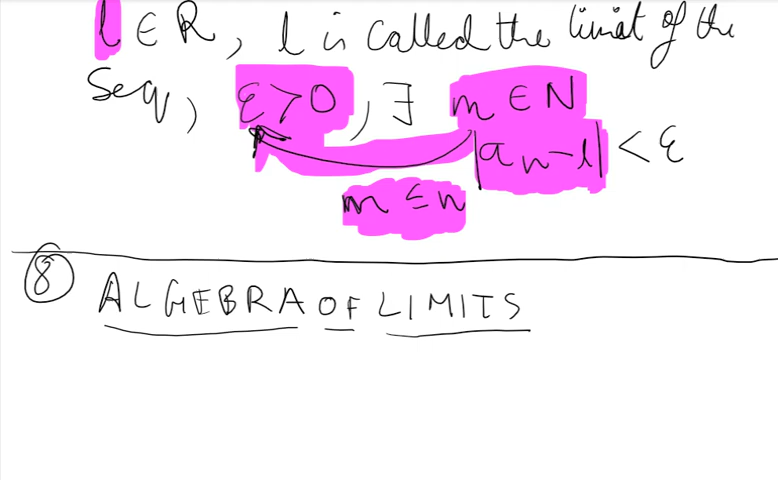 l ∈ R, l is called the limit of the
Seq, ε > 0, ∃ m ∈ N
|an - l| < ε
m ≤ n
8 ALGEBRA OF LIMITS